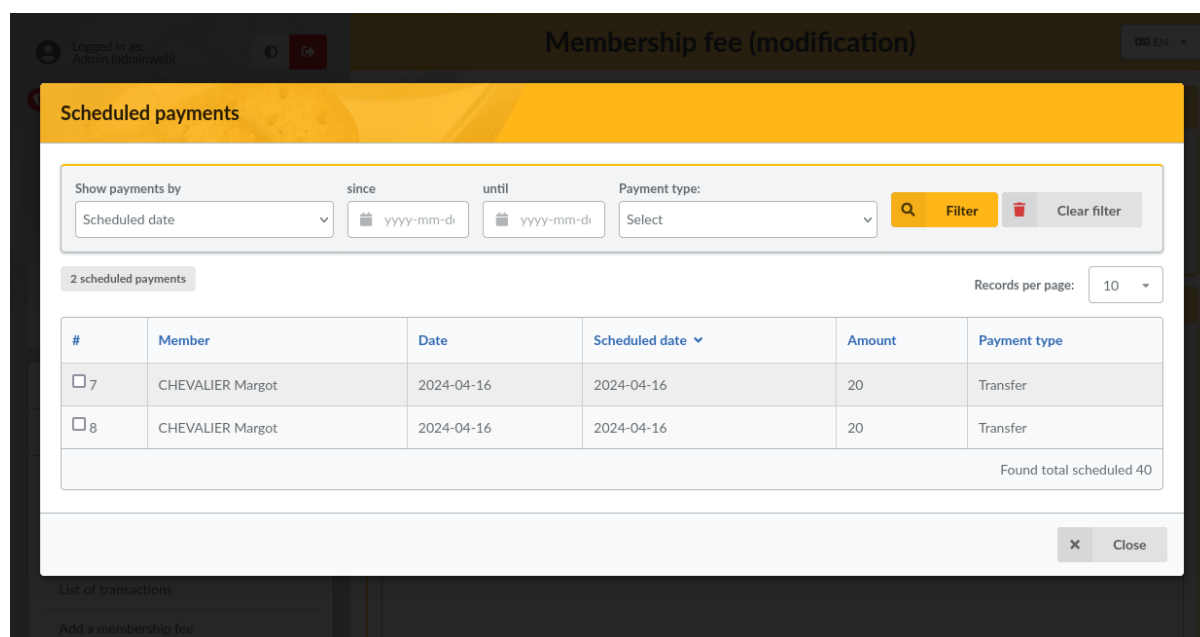 Logged in as:
Admin (adminweb)
Membership fee (modification)
EN
Scheduled payments
Show payments by since until Payment type:
Scheduled date yyyy-mm-d yyyy-mm-d Select Filter Clear filter
2 scheduled payments
Records per page: 10
# Member Date Scheduled date Amount Payment type
7 CHEVALIER Margot 2024-04-16 2024-04-16 20 Transfer
8 CHEVALIER Margot 2024-04-16 2024-04-16 20 Transfer
Found total scheduled 40
Close
List of transactions
Add a membership fee